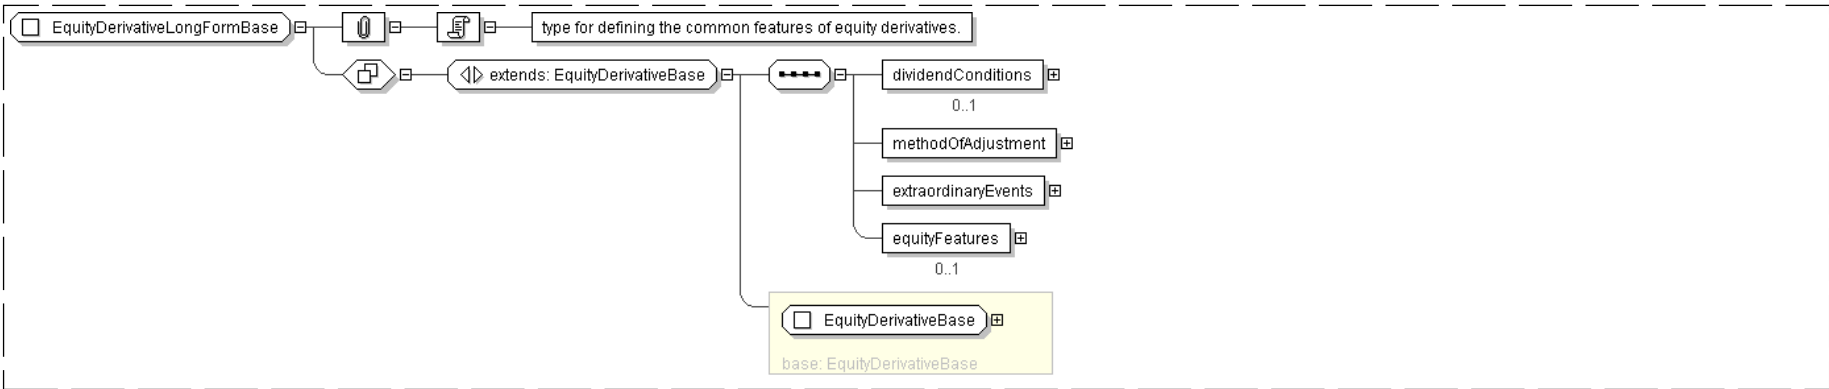 EquityDerivativeLongFormBase
type for defining the common features of equity derivatives.
extends: EquityDerivativeBase
dividendConditions
0..1
methodOfAdjustment
extraordinaryEvents
equityFeatures
0..1
EquityDerivativeBase
base: EquityDerivativeBase